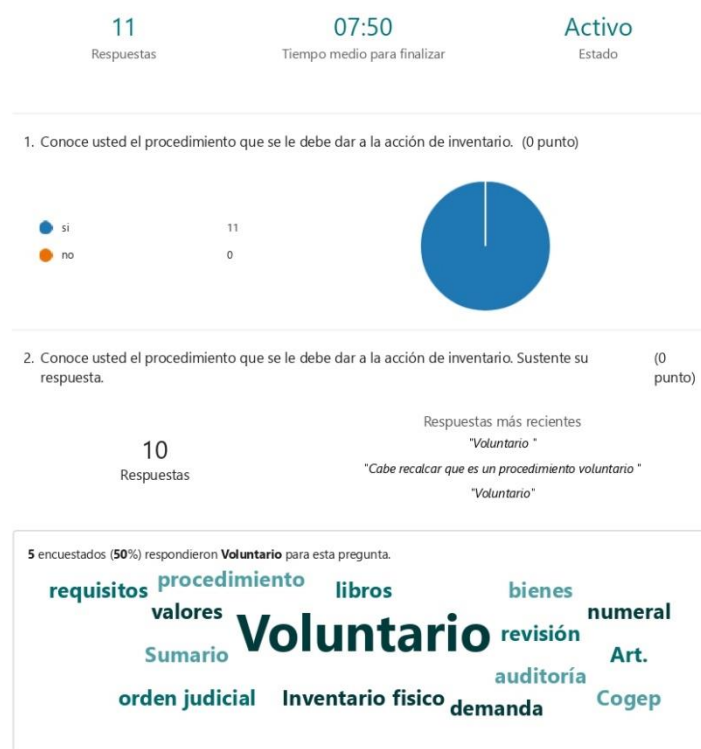 11 07:50 Activo
Respuestas Tiempo medio para finalizar Estado
1. Conoce usted el procedimiento que se le debe dar a la acción de inventario. (0 punto)
si 11
no 0
2. Conoce usted el procedimiento que se le debe dar a la acción de inventario. Sustente su (0
respuesta. punto)
Respuestas más recientes
10 "Voluntario "
Respuestas "Cabe recalcar que es un procedimiento voluntario "
"Voluntario"
5 encuestados (50%) respondieron Voluntario para esta pregunta.
requisitos procedimiento libros bienes
valores Voluntario revisión numeral
Sumario auditoría Art.
orden judicial Inventario fisico demanda Cogep